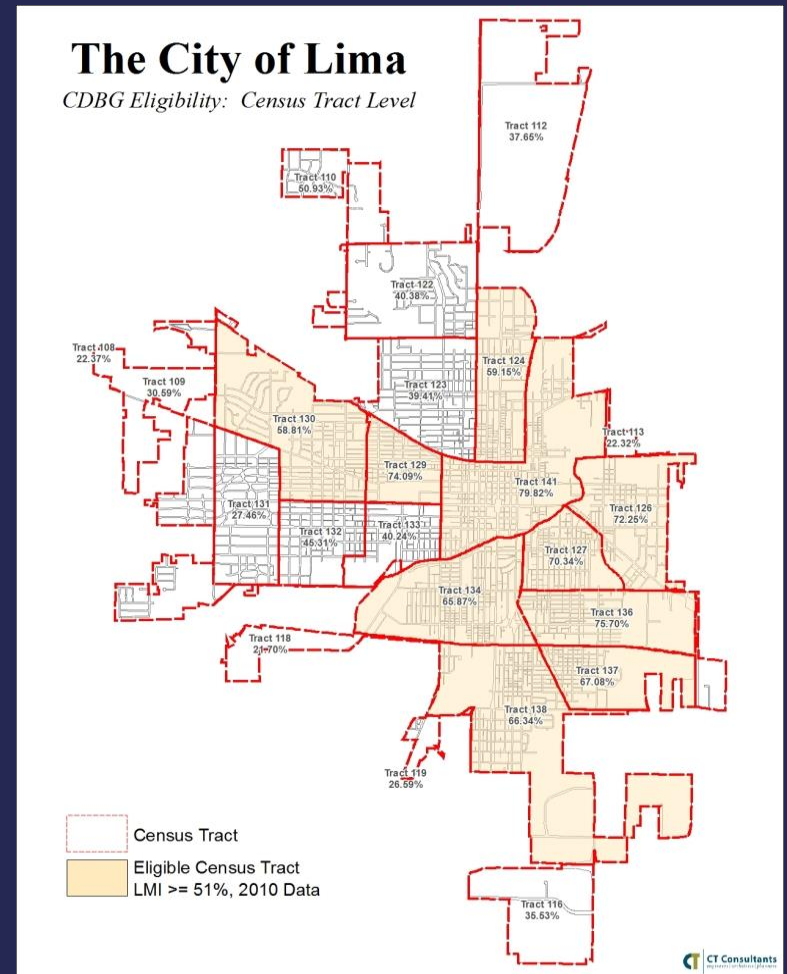 The City of Lima
CDBG Eligibility: Census Tract Level
Tract 112
37.65%
Tract 110
50.93%
Tract 122
40.38%
Tract 108
22.37%
Tract 109
30.59%
Tract 124
59.15%
Tract 123
39.41%
Tract 130
58.81%
Tract 113
22.32%
Tract 129
74.09%
Tract 141
79.82%
Tract 131
27.46%
Tract 126
72.25%
Tract 132
45.31%
Tract 133
40.24%
Tract 127
70.34%
Tract 134
65.87%
Tract 136
75.70%
Tract 118
21.70%
Tract 137
67.08%
Tract 138
66.34%
Tract 119
26.59%
Census Tract
Eligible Census Tract
LMI >= 51%, 2010 Data
Tract 116
35.53%
CT Consultants